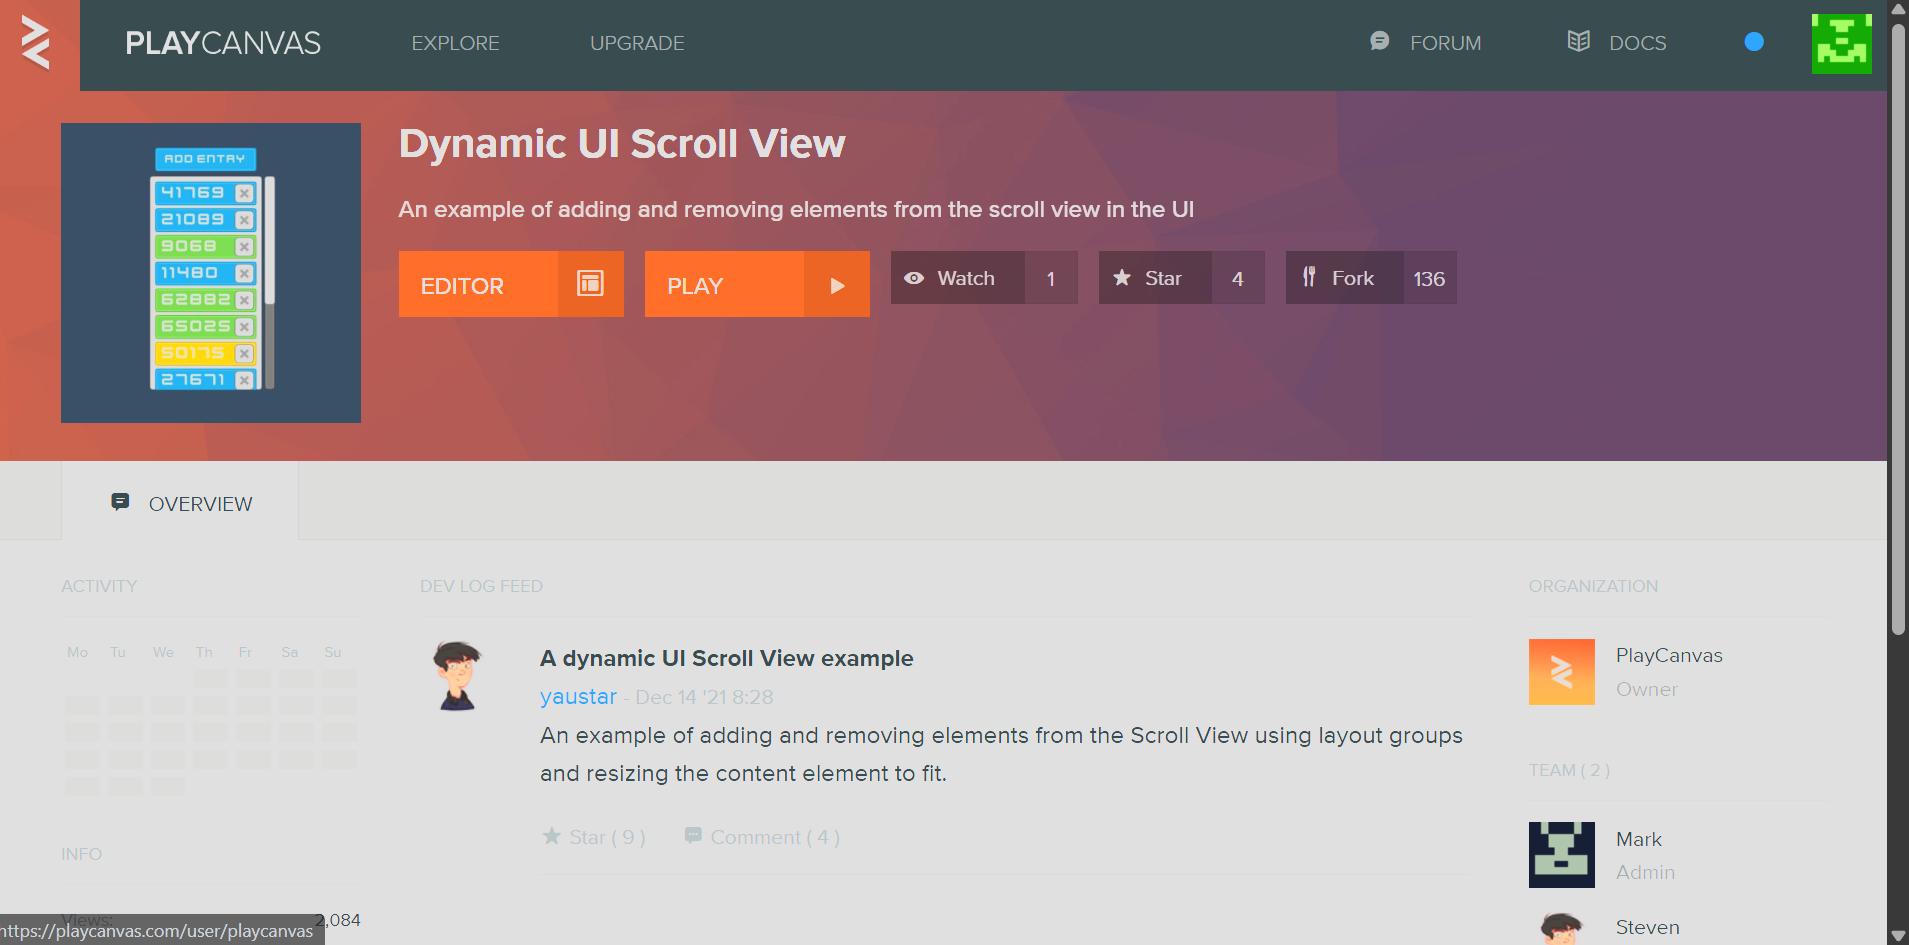 PLAYCANVAS
EXPLORE
UPGRADE
FORUM
DOCS
ADD ENTRY
41769
21089
9068
11480
62882
65025
50175
27671
Dynamic UI Scroll View
An example of adding and removing elements from the scroll view in the UI
EDITOR
PLAY
Watch 1
Star 4
Fork 136
OVERVIEW
ACTIVITY
Mo Tu We Th Fr Sa Su
INFO
Views: 2,084
DEV LOG FEED
A dynamic UI Scroll View example
yaustar - Dec 14 '21 8:28
An example of adding and removing elements from the Scroll View using layout groups
and resizing the content element to fit.
Star ( 9 ) Comment ( 4 )
ORGANIZATION
PlayCanvas
Owner
TEAM ( 2 )
Mark
Admin
Steven
https://playcanvas.com/user/playcanvas